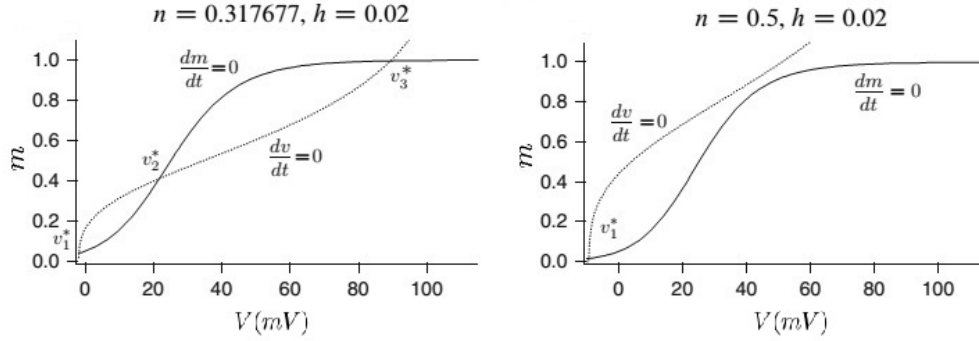 n = 0.317677, h = 0.02
1.0
0.8
0.6
0.4
0.2
0.0
m
dm/dt = 0
v₃*
v₂*
dv/dt = 0
v₁*
0 20 40 60 80 100
V(mV)
n = 0.5, h = 0.02
1.0
0.8
0.6
0.4
0.2
0.0
m
dv/dt = 0
dm/dt = 0
v₁*
0 20 40 60 80 100
V(mV)